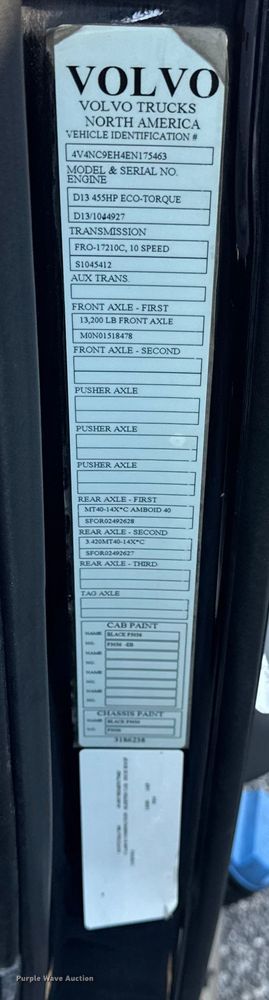 VOLVO
VOLVO TRUCKS
NORTH AMERICA
VEHICLE IDENTIFICATION #
4V4NC9EH4EN175463
MODEL & SERIAL NO.
ENGINE
D13 455HP ECO-TORQUE
D13/1044927
TRANSMISSION
FRO-17210C, 10 SPEED
S1045412
AUX TRANS.
FRONT AXLE - FIRST
13,200 LB FRONT AXLE
M0N01518478
FRONT AXLE - SECOND
PUSHER AXLE
PUSHER AXLE
PUSHER AXLE
REAR AXLE - FIRST
MT40-14X*C AMBOID 40
SFOR02492628
REAR AXLE - SECOND
3.420MT40-14X*C
SFOR02492627
REAR AXLE - THIRD
TAG AXLE
CAB PAINT
NAME BLACK
NO.
NAME
NO.
NAME
NO.
CHASSIS PAINT
NAME BLACK
NO.
3186238
Purple Wave Auction